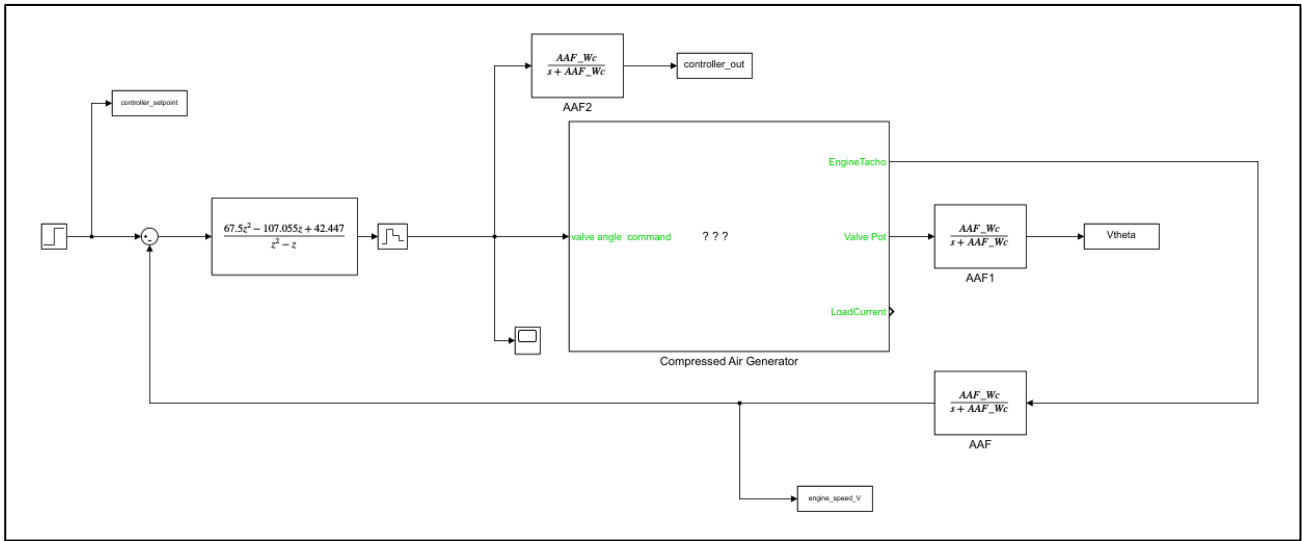 AAF_Wc
s + AAF_Wc
AAF2
controller_out
controller_setpoint
EngineTacho
67.5z² − 107.055z + 42.447
z² − z
+
-
valve angle command
? ? ?
Valve Pot
AAF_Wc
s + AAF_Wc
AAF1
Vtheta
LoadCurrent
Compressed Air Generator
AAF_Wc
s + AAF_Wc
AAF
engine_speed_V